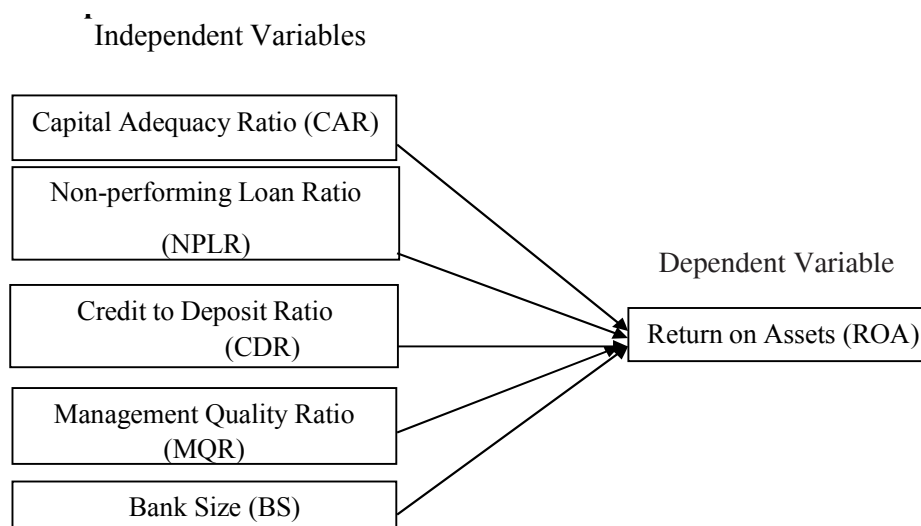 Independent Variables
Capital Adequacy Ratio (CAR)
Non-performing Loan Ratio
(NPLR)
Dependent Variable
Credit to Deposit Ratio
(CDR)
Return on Assets (ROA)
Management Quality Ratio
(MQR)
Bank Size (BS)